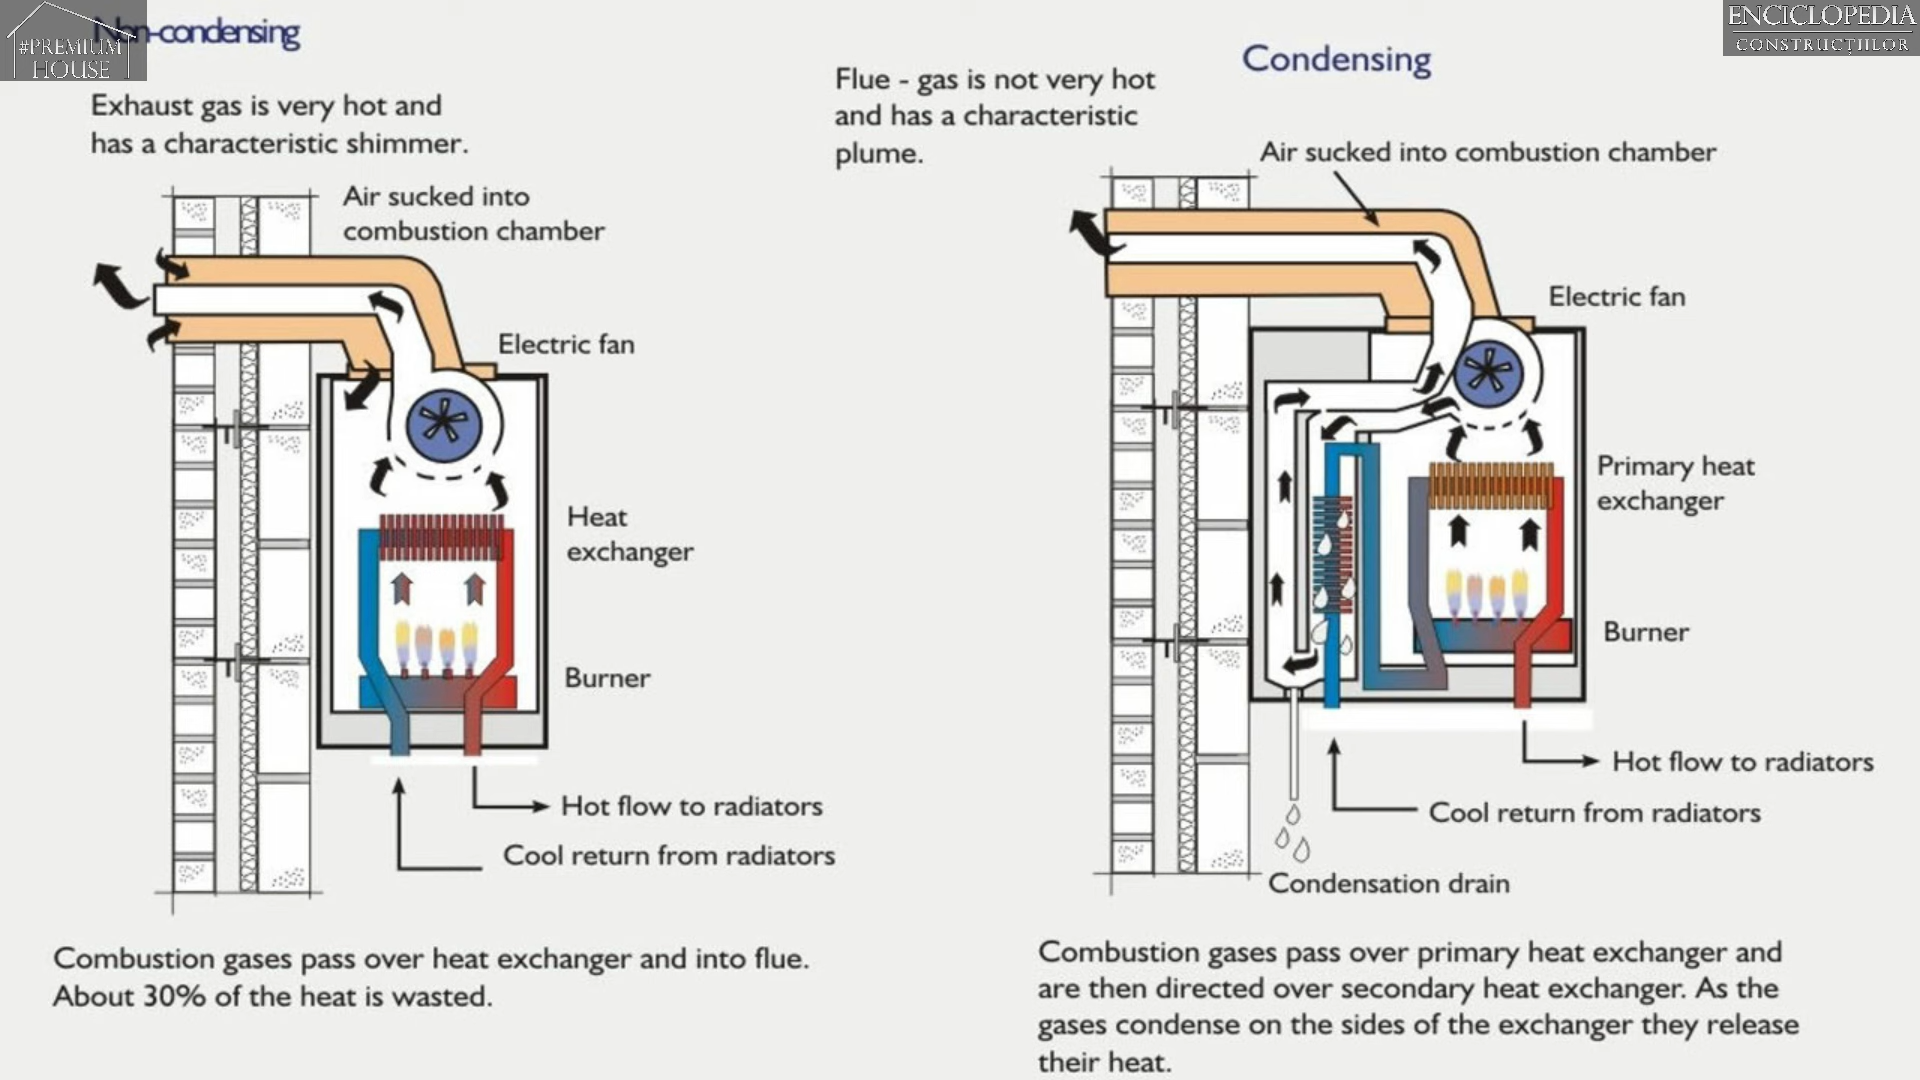 #PREMIUM
HOUSE
Non-condensing
ENCICLOPEDIA
CONSTRUCȚIILOR
Exhaust gas is very hot and
has a characteristic shimmer.
Air sucked into
combustion chamber
Electric fan
Heat
exchanger
Burner
Hot flow to radiators
Cool return from radiators
Combustion gases pass over heat exchanger and into flue.
About 30% of the heat is wasted.
Condensing
Flue - gas is not very hot
and has a characteristic
plume.
Air sucked into combustion chamber
Electric fan
Primary heat
exchanger
Burner
Hot flow to radiators
Cool return from radiators
Condensation drain
Combustion gases pass over primary heat exchanger and
are then directed over secondary heat exchanger. As the
gases condense on the sides of the exchanger they release
their heat.